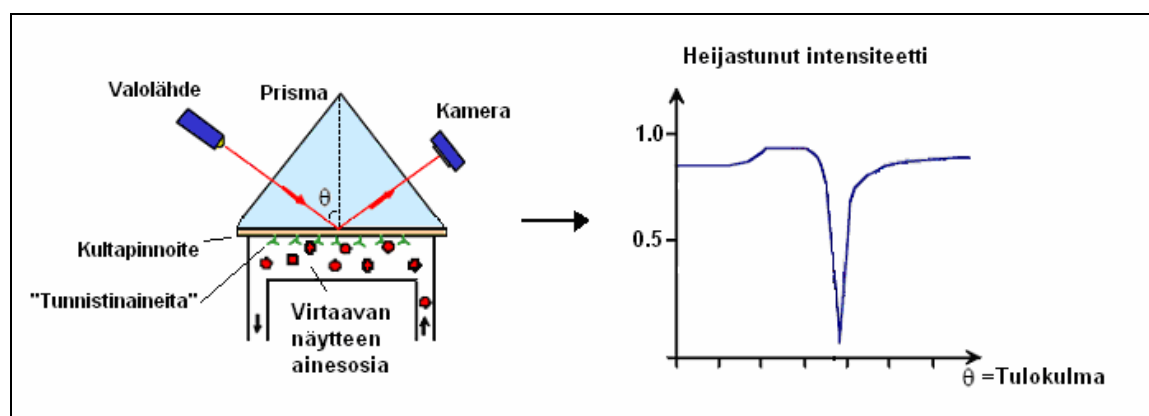 Valolähde
Prisma
Kamera
θ
Kultapinnoite
"Tunnistinaineita"
Virtaavan
näytteen
ainesosia
Heijastunut intensiteetti
1.0
0.5
θ =Tulokulma